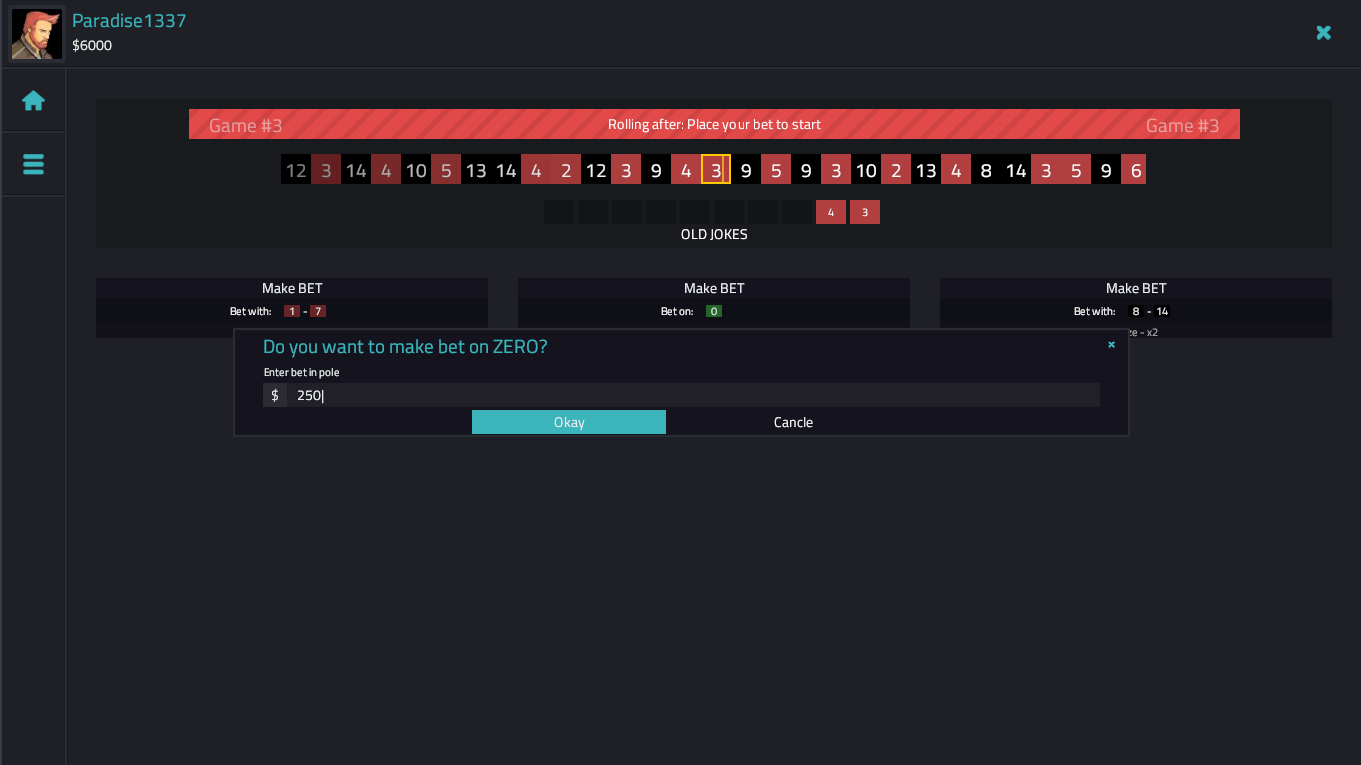 Paradise1337
$6000
Game #3 Rolling after: Place your bet to start Game #3
12 3 14 4 10 5 13 14 4 2 12 3 9 4 3 9 5 9 3 10 2 13 4 8 14 3 5 9 6
4 3
OLD JOKES
Make BET Make BET Make BET
Bet with: 1 - 7 Bet on: 0 Bet with: 8 - 14
ze - x2
Do you want to make bet on ZERO?
Enter bet in pole
$ 250
Okay Cancle